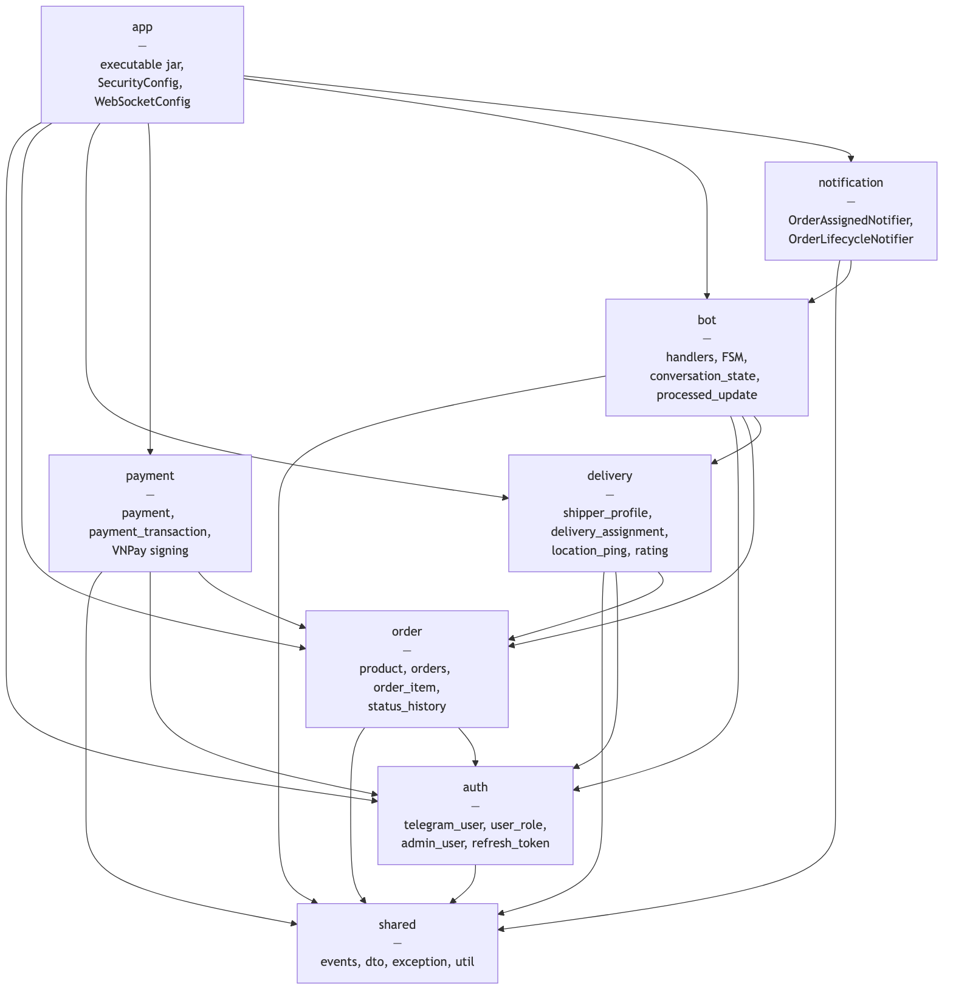 app
—
executable jar,
SecurityConfig,
WebSocketConfig
notification
—
OrderAssignedNotifier,
OrderLifecycleNotifier
bot
—
handlers, FSM,
conversation_state,
processed_update
payment
—
payment,
payment_transaction,
VNPay signing
delivery
—
shipper_profile,
delivery_assignment,
location_ping, rating
order
—
product, orders,
order_item,
status_history
auth
—
telegram_user, user_role,
admin_user, refresh_token
shared
—
events, dto, exception, util